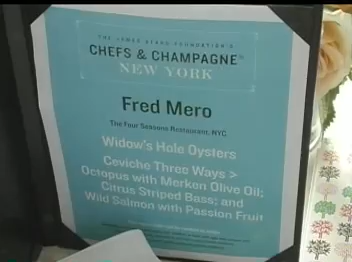 THE JAMES BEARD FOUNDATION'S
CHEFS & CHAMPAGNE
NEW YORK
Fred Mero
The Four Seasons Restaurant, NYC
Widow's Hole Oysters
Ceviche Three Ways >
Octopus with Merken Olive Oil;
Citrus Striped Bass; and
Wild Salmon with Passion Fruit